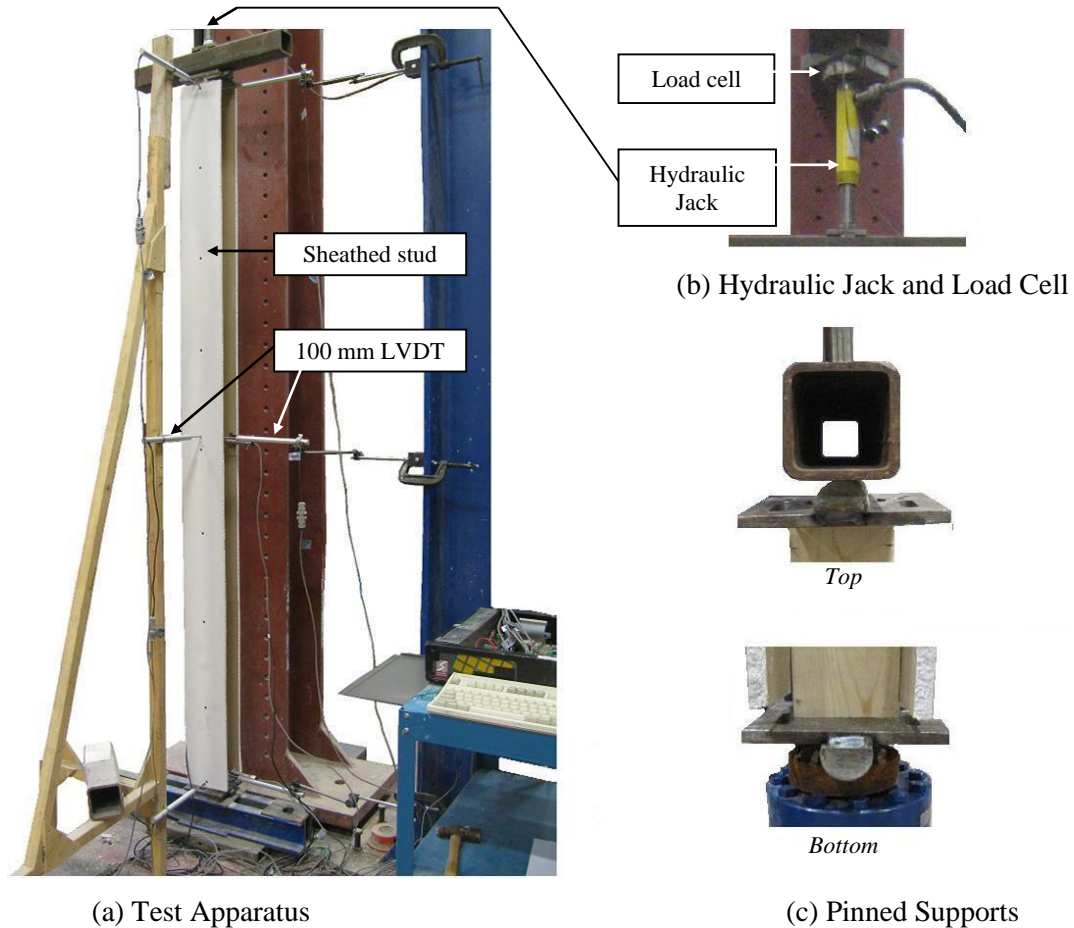 Load cell
Hydraulic
Jack
Sheathed stud
(b) Hydraulic Jack and Load Cell
100 mm LVDT
Top
Bottom
(a) Test Apparatus
(c) Pinned Supports